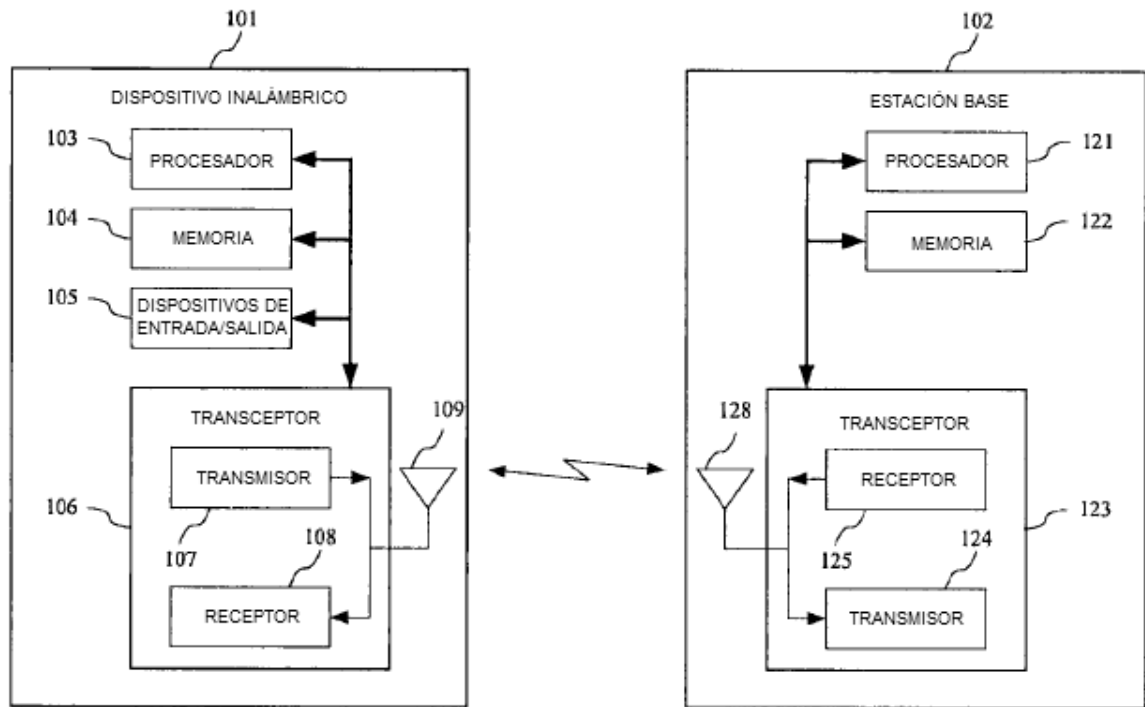 101
102
DISPOSITIVO INALÁMBRICO
ESTACIÓN BASE
103
PROCESADOR
PROCESADOR
121
104
MEMORIA
MEMORIA
122
105
DISPOSITIVOS DE
ENTRADA/SALIDA
TRANSCEPTOR
109
128
TRANSCEPTOR
TRANSMISOR
RECEPTOR
106
107
108
125
124
123
RECEPTOR
TRANSMISOR